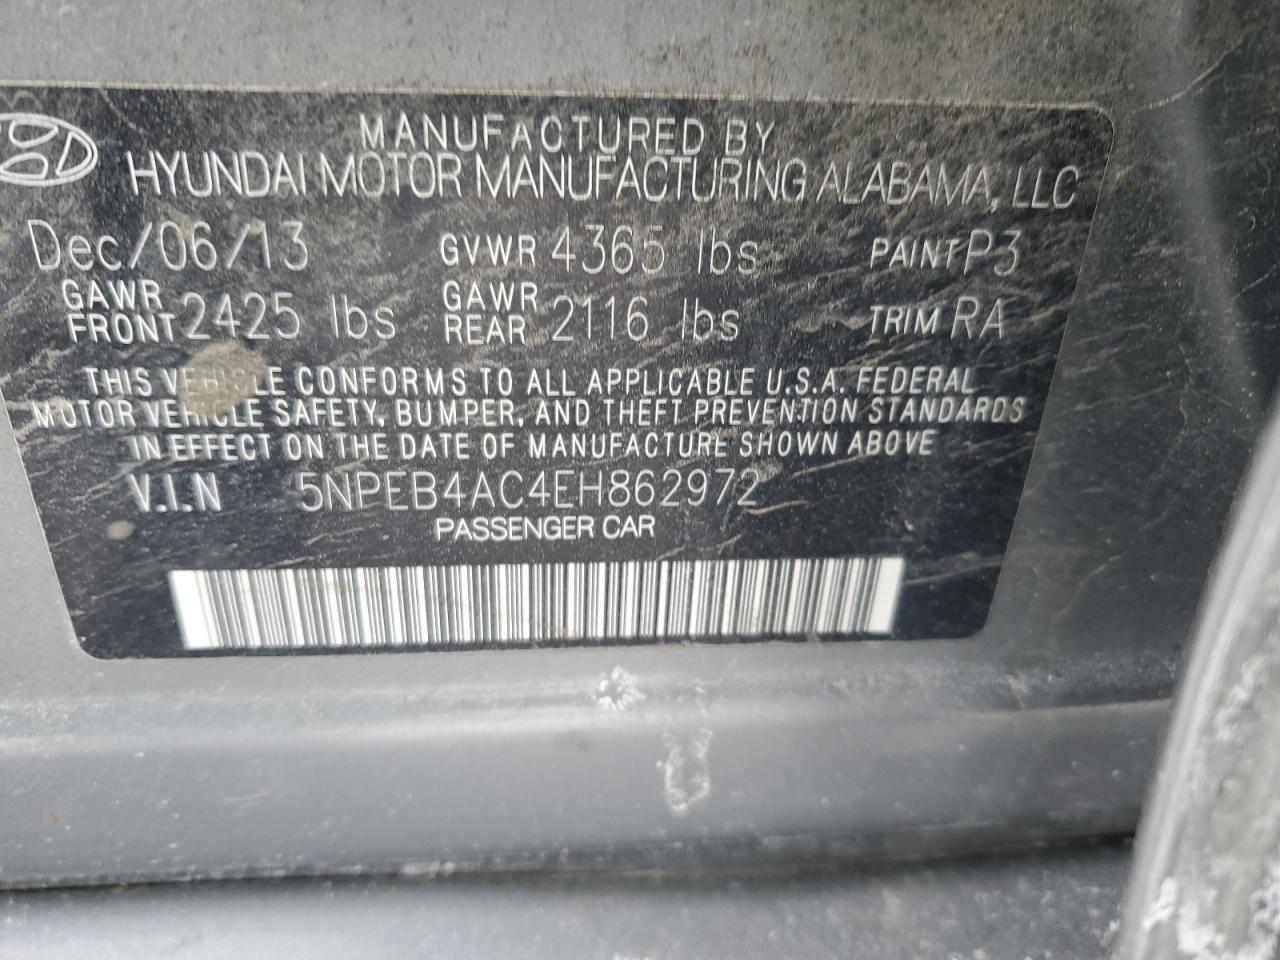 MANUFACTURED BY
HYUNDAI MOTOR MANUFACTURING ALABAMA, LLC
Dec/06/13 GVWR 4365 lbs PAINT P3
GAWR FRONT 2425 lbs GAWR REAR 2116 lbs TRIM RA
THIS VEHICLE CONFORMS TO ALL APPLICABLE U.S.A. FEDERAL
MOTOR VEHICLE SAFETY, BUMPER, AND THEFT PREVENTION STANDARDS
IN EFFECT ON THE DATE OF MANUFACTURE SHOWN ABOVE
V.I.N 5NPEB4AC4EH862972
PASSENGER CAR